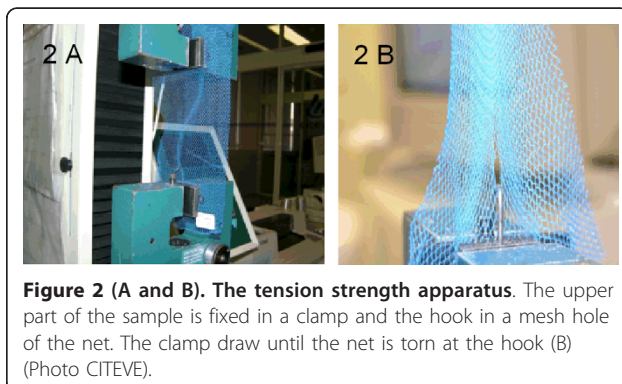 2 A
2 B
Figure 2 (A and B). The tension strength apparatus. The upper
part of the sample is fixed in a clamp and the hook in a mesh hole
of the net. The clamp draw until the net is torn at the hook (B)
(Photo CITEVE).